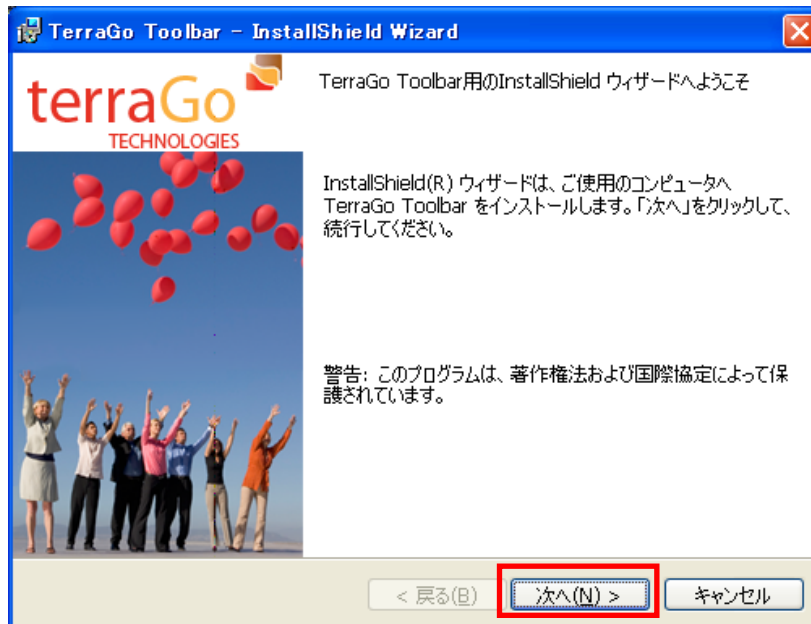 TerraGo Toolbar - InstallShield Wizard
terraGo
TECHNOLOGIES
TerraGo Toolbar用のInstallShield ウィザードへようこそ
InstallShield(R) ウィザードは、ご使用のコンピュータへ
TerraGo Toolbar をインストールします。「次へ」をクリックして、
続行してください。
警告: このプログラムは、著作権法および国際協定によって保
護されています。
< 戻る(B)
次へ(N) >
キャンセル